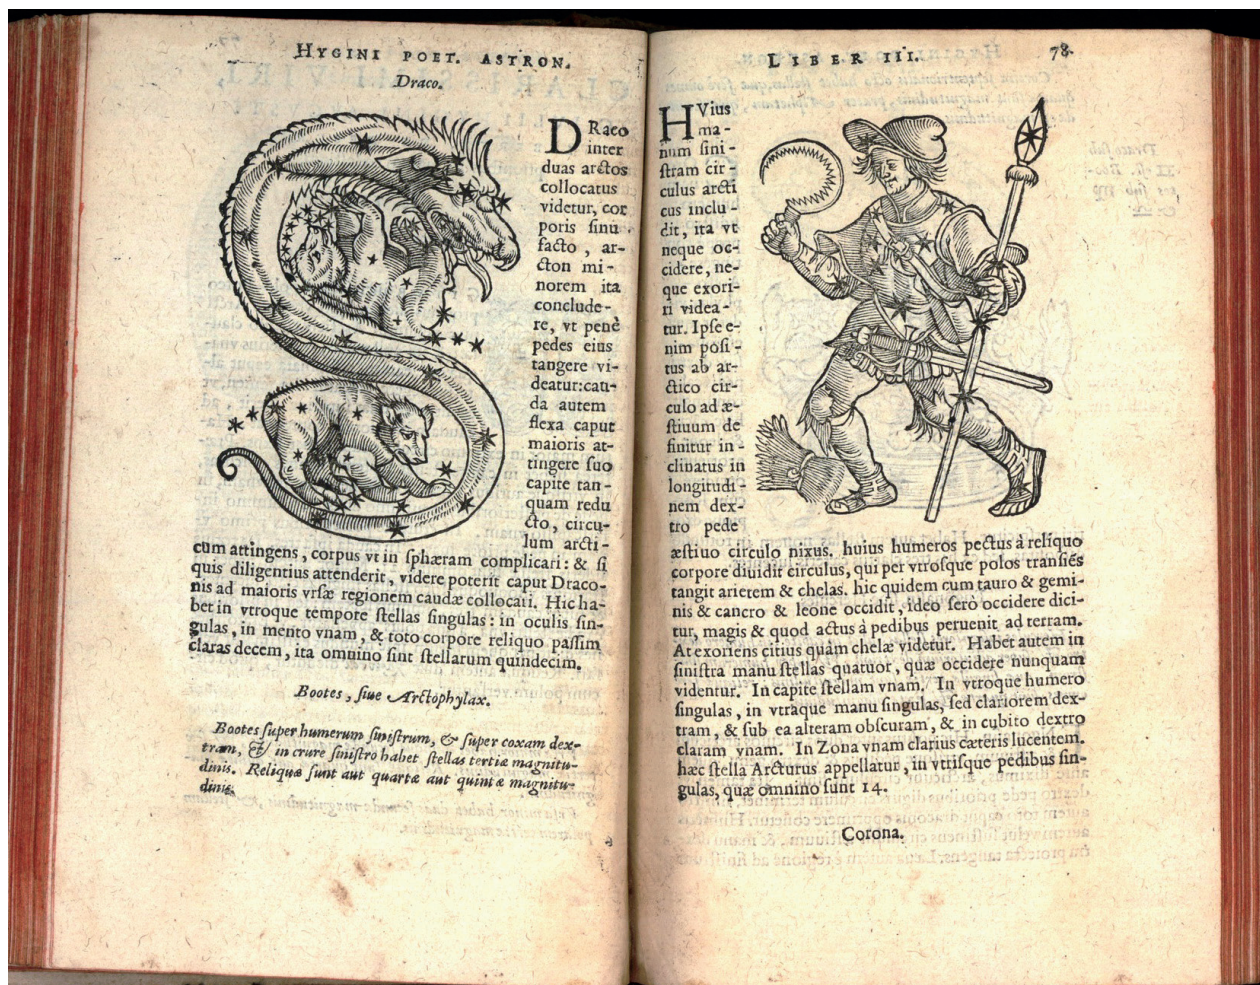 HYGINI POET. ASTRON.
Draco.
DRaco
inter
duas arctos
collocatus
videtur, cor
poris sinu
facto, ar-
cton mi-
norem ita
conclude-
re, vt penè
pedes eius
tangere vi-
deatur:cau-
da autem
flexa caput
maioris at-
tingere suo
capite tan-
quam redu
cto, circu-
lum arcti-
cum attingens, corpus vt in sphæram complicari: & si
quis diligentius attenderit, videre poterit caput Draco-
nis ad maioris vrsæ regionem caudæ collocati. Hic ha-
bet in vtroque tempore stellas singulas: in oculis sin-
gulas, in mento vnam, & toto corpore reliquo passim
claras decem, ita omuino sint stellarum quindecim.
Bootes, siue Arctophylax.
Bootes super humerum sinistrum, & super coxam dex-
tram, & in crure sinistro habet stellas tertiæ magnitu-
dinis. Reliquæ sunt aut quartæ aut quintæ magnitu-
dinis.
LIBER III.
78.
HVius
ma-
num sini-
stram cir-
culus arcti
cus inclu-
dit, ita vt
neque oc-
cidere, ne-
que exori-
ri videa-
tur. Ipse e-
nim posi-
tus ab ar-
ctico cir-
culo ad æ-
stiuum de
finitur in-
clinatus in
longitudi-
nem dex-
tro pede
æstiuo circulo nixus. huius humeros pectus à reliquo
corpore diuidit circulus, qui per vtrosque polos transiẽs
tangit arietem & chelas. hic quidem cum tauro & gemi-
nis & cancro & leone occidit, ideo serò occidere dici-
tur, magis & quod actus à pedibus peruenit ad terram.
At exoriens citius quàm chelæ videtur. Habet autem in
sinistra manu stellas quatuor, quæ occidere nunquam
videntur. In capite stellam vnam. In vtroque humero
singulas, in vtraque manu singulas, sed clariorem dex-
tram, & sub ea alteram obscuram, & in cubito dextro
claram vnam. In Zona vnam clarius cæteris lucentem.
hæc stella Arcturus appellatur, in vtrisque pedibus sin-
gulas, quæ omnino sunt 14.
Corona.